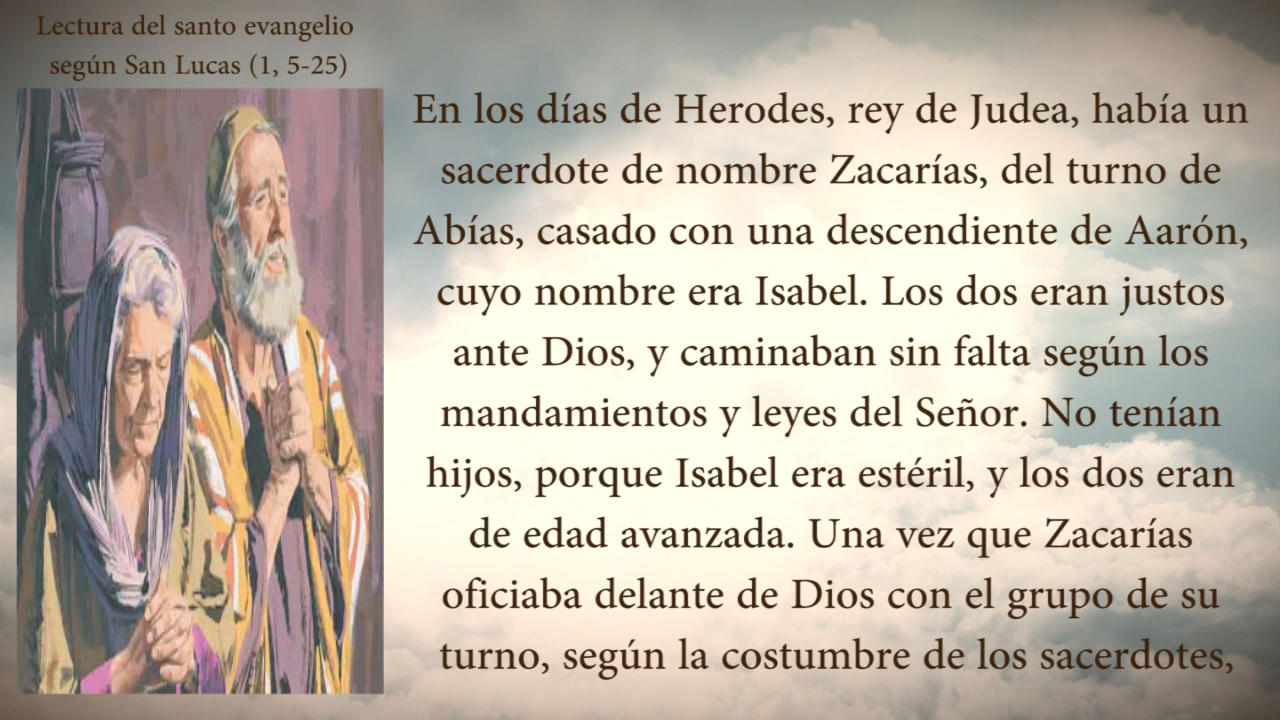 Lectura del santo evangelio
según San Lucas (1, 5-25)
En los días de Herodes, rey de Judea, había un
sacerdote de nombre Zacarías, del turno de
Abías, casado con una descendiente de Aarón,
cuyo nombre era Isabel. Los dos eran justos
ante Dios, y caminaban sin falta según los
mandamientos y leyes del Señor. No tenían
hijos, porque Isabel era estéril, y los dos eran
de edad avanzada. Una vez que Zacarías
oficiaba delante de Dios con el grupo de su
turno, según la costumbre de los sacerdotes,